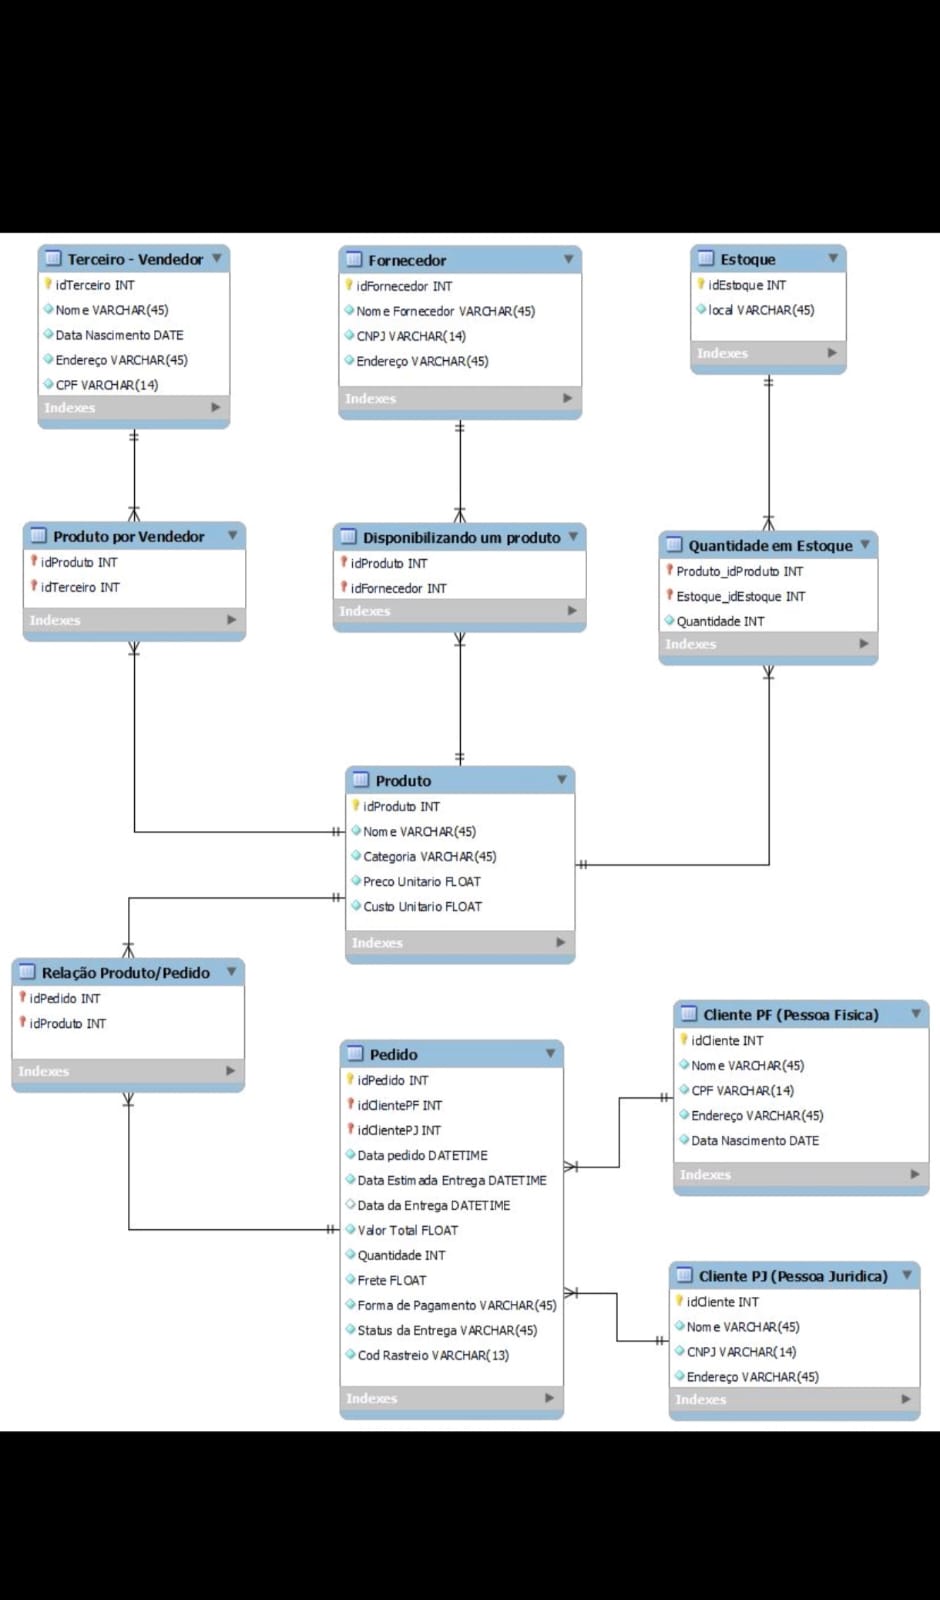 Terceiro - Vendedor
idTerceiro INT
Nome VARCHAR(45)
Data Nascimento DATE
Endereço VARCHAR(45)
CPF VARCHAR(14)
Indexes
Fornecedor
idFornecedor INT
Nome Fornecedor VARCHAR(45)
CNPJ VARCHAR(14)
Endereço VARCHAR(45)
Indexes
Estoque
idEstoque INT
local VARCHAR(45)
Indexes
Produto por Vendedor
idProduto INT
idTerceiro INT
Indexes
Disponibilizando um produto
idProduto INT
idFornecedor INT
Indexes
Quantidade em Estoque
Produto_idProduto INT
Estoque_idEstoque INT
Quantidade INT
Indexes
Produto
idProduto INT
Nome VARCHAR(45)
Categoria VARCHAR(45)
Preco Unitario FLOAT
Custo Unitario FLOAT
Indexes
Relação Produto/Pedido
idPedido INT
idProduto INT
Indexes
Pedido
idPedido INT
idClientePF INT
idClientePJ INT
Data pedido DATETIME
Data Estimada Entrega DATETIME
Data da Entrega DATETIME
Valor Total FLOAT
Quantidade INT
Frete FLOAT
Forma de Pagamento VARCHAR(45)
Status da Entrega VARCHAR(45)
Cod Rastreio VARCHAR(13)
Indexes
Cliente PF (Pessoa Fisica)
idCliente INT
Nome VARCHAR(45)
CPF VARCHAR(14)
Endereço VARCHAR(45)
Data Nascimento DATE
Indexes
Cliente PJ (Pessoa Juridica)
idCliente INT
Nome VARCHAR(45)
CNPJ VARCHAR(14)
Endereço VARCHAR(45)
Indexes